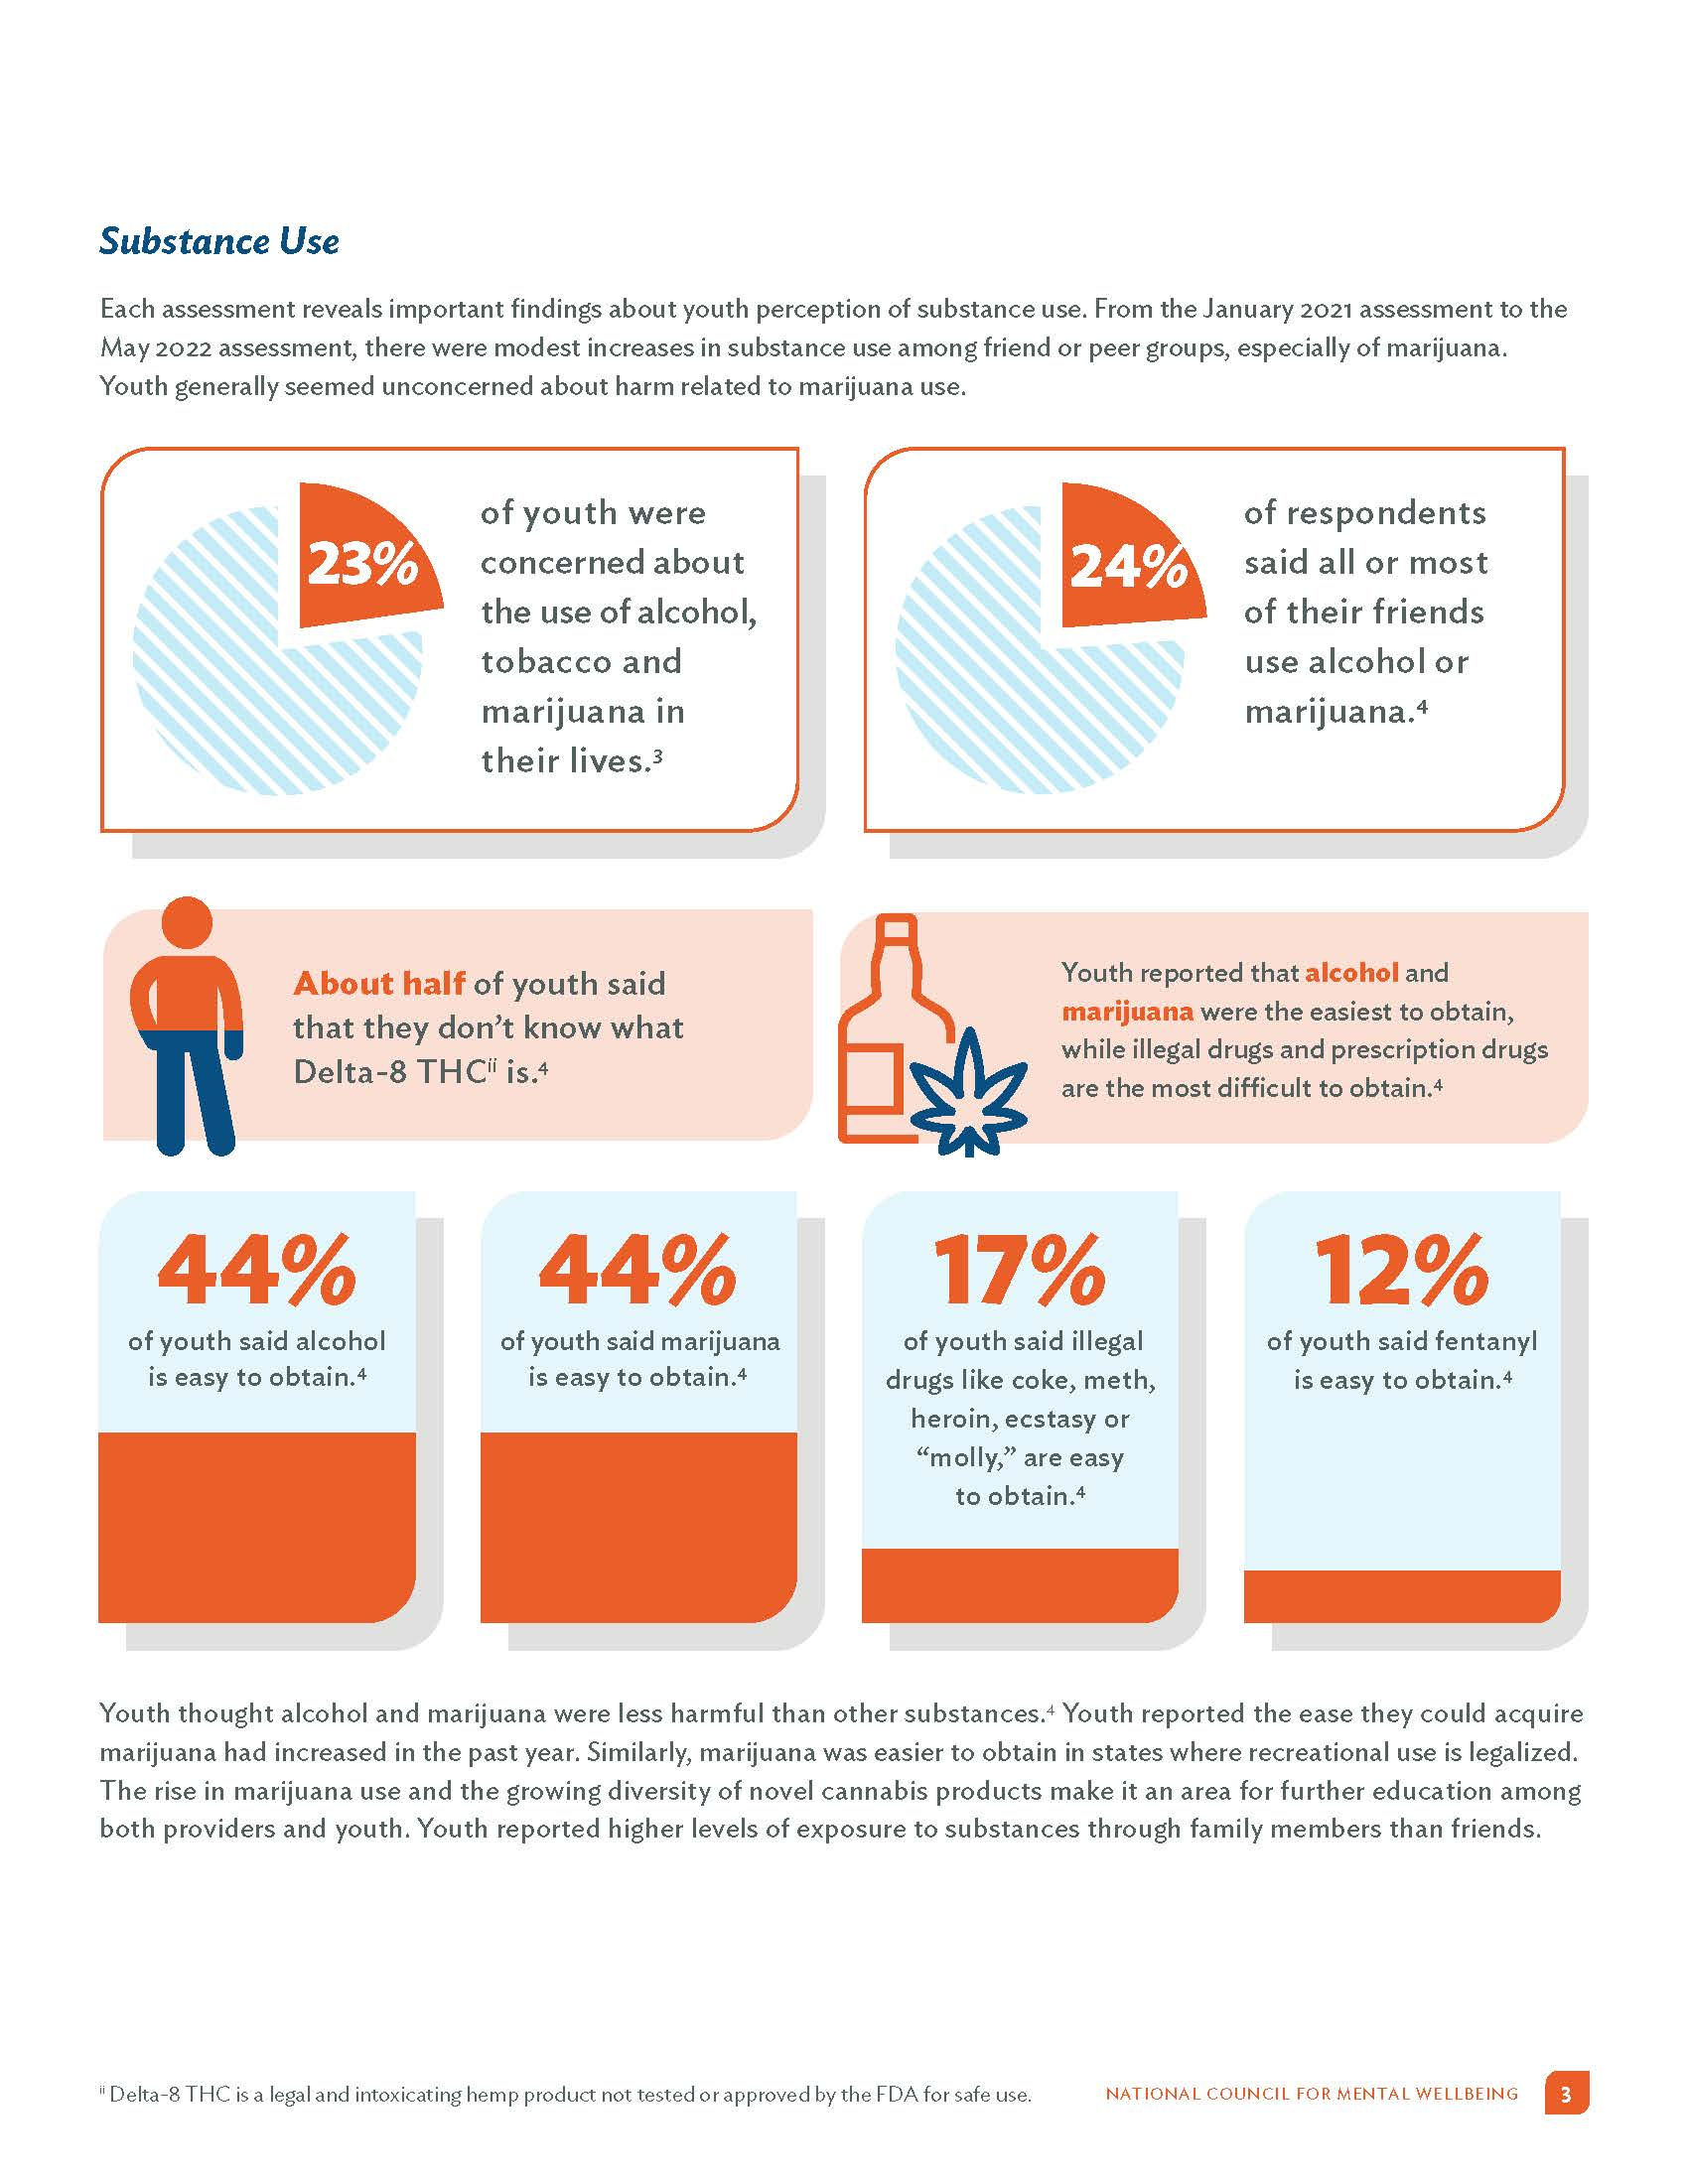 Substance Use
Each assessment reveals important findings about youth perception of substance use. From the January 2021 assessment to the
May 2022 assessment, there were modest increases in substance use among friend or peer groups, especially of marijuana.
Youth generally seemed unconcerned about harm related to marijuana use.
23%
of youth were
concerned about
the use of alcohol,
tobacco and
marijuana in
their lives.³
24%
of respondents
said all or most
of their friends
use alcohol or
marijuana.⁴
About half of youth said
that they don’t know what
Delta-8 THCⁱⁱ is.⁴
Youth reported that alcohol and
marijuana were the easiest to obtain,
while illegal drugs and prescription drugs
are the most difficult to obtain.⁴
44%
of youth said alcohol
is easy to obtain.⁴
44%
of youth said marijuana
is easy to obtain.⁴
17%
of youth said illegal
drugs like coke, meth,
heroin, ecstasy or
“molly,” are easy
to obtain.⁴
12%
of youth said fentanyl
is easy to obtain.⁴
Youth thought alcohol and marijuana were less harmful than other substances.⁴ Youth reported the ease they could acquire
marijuana had increased in the past year. Similarly, marijuana was easier to obtain in states where recreational use is legalized.
The rise in marijuana use and the growing diversity of novel cannabis products make it an area for further education among
both providers and youth. Youth reported higher levels of exposure to substances through family members than friends.
ⁱⁱ Delta-8 THC is a legal and intoxicating hemp product not tested or approved by the FDA for safe use.
NATIONAL COUNCIL FOR MENTAL WELLBEING
3